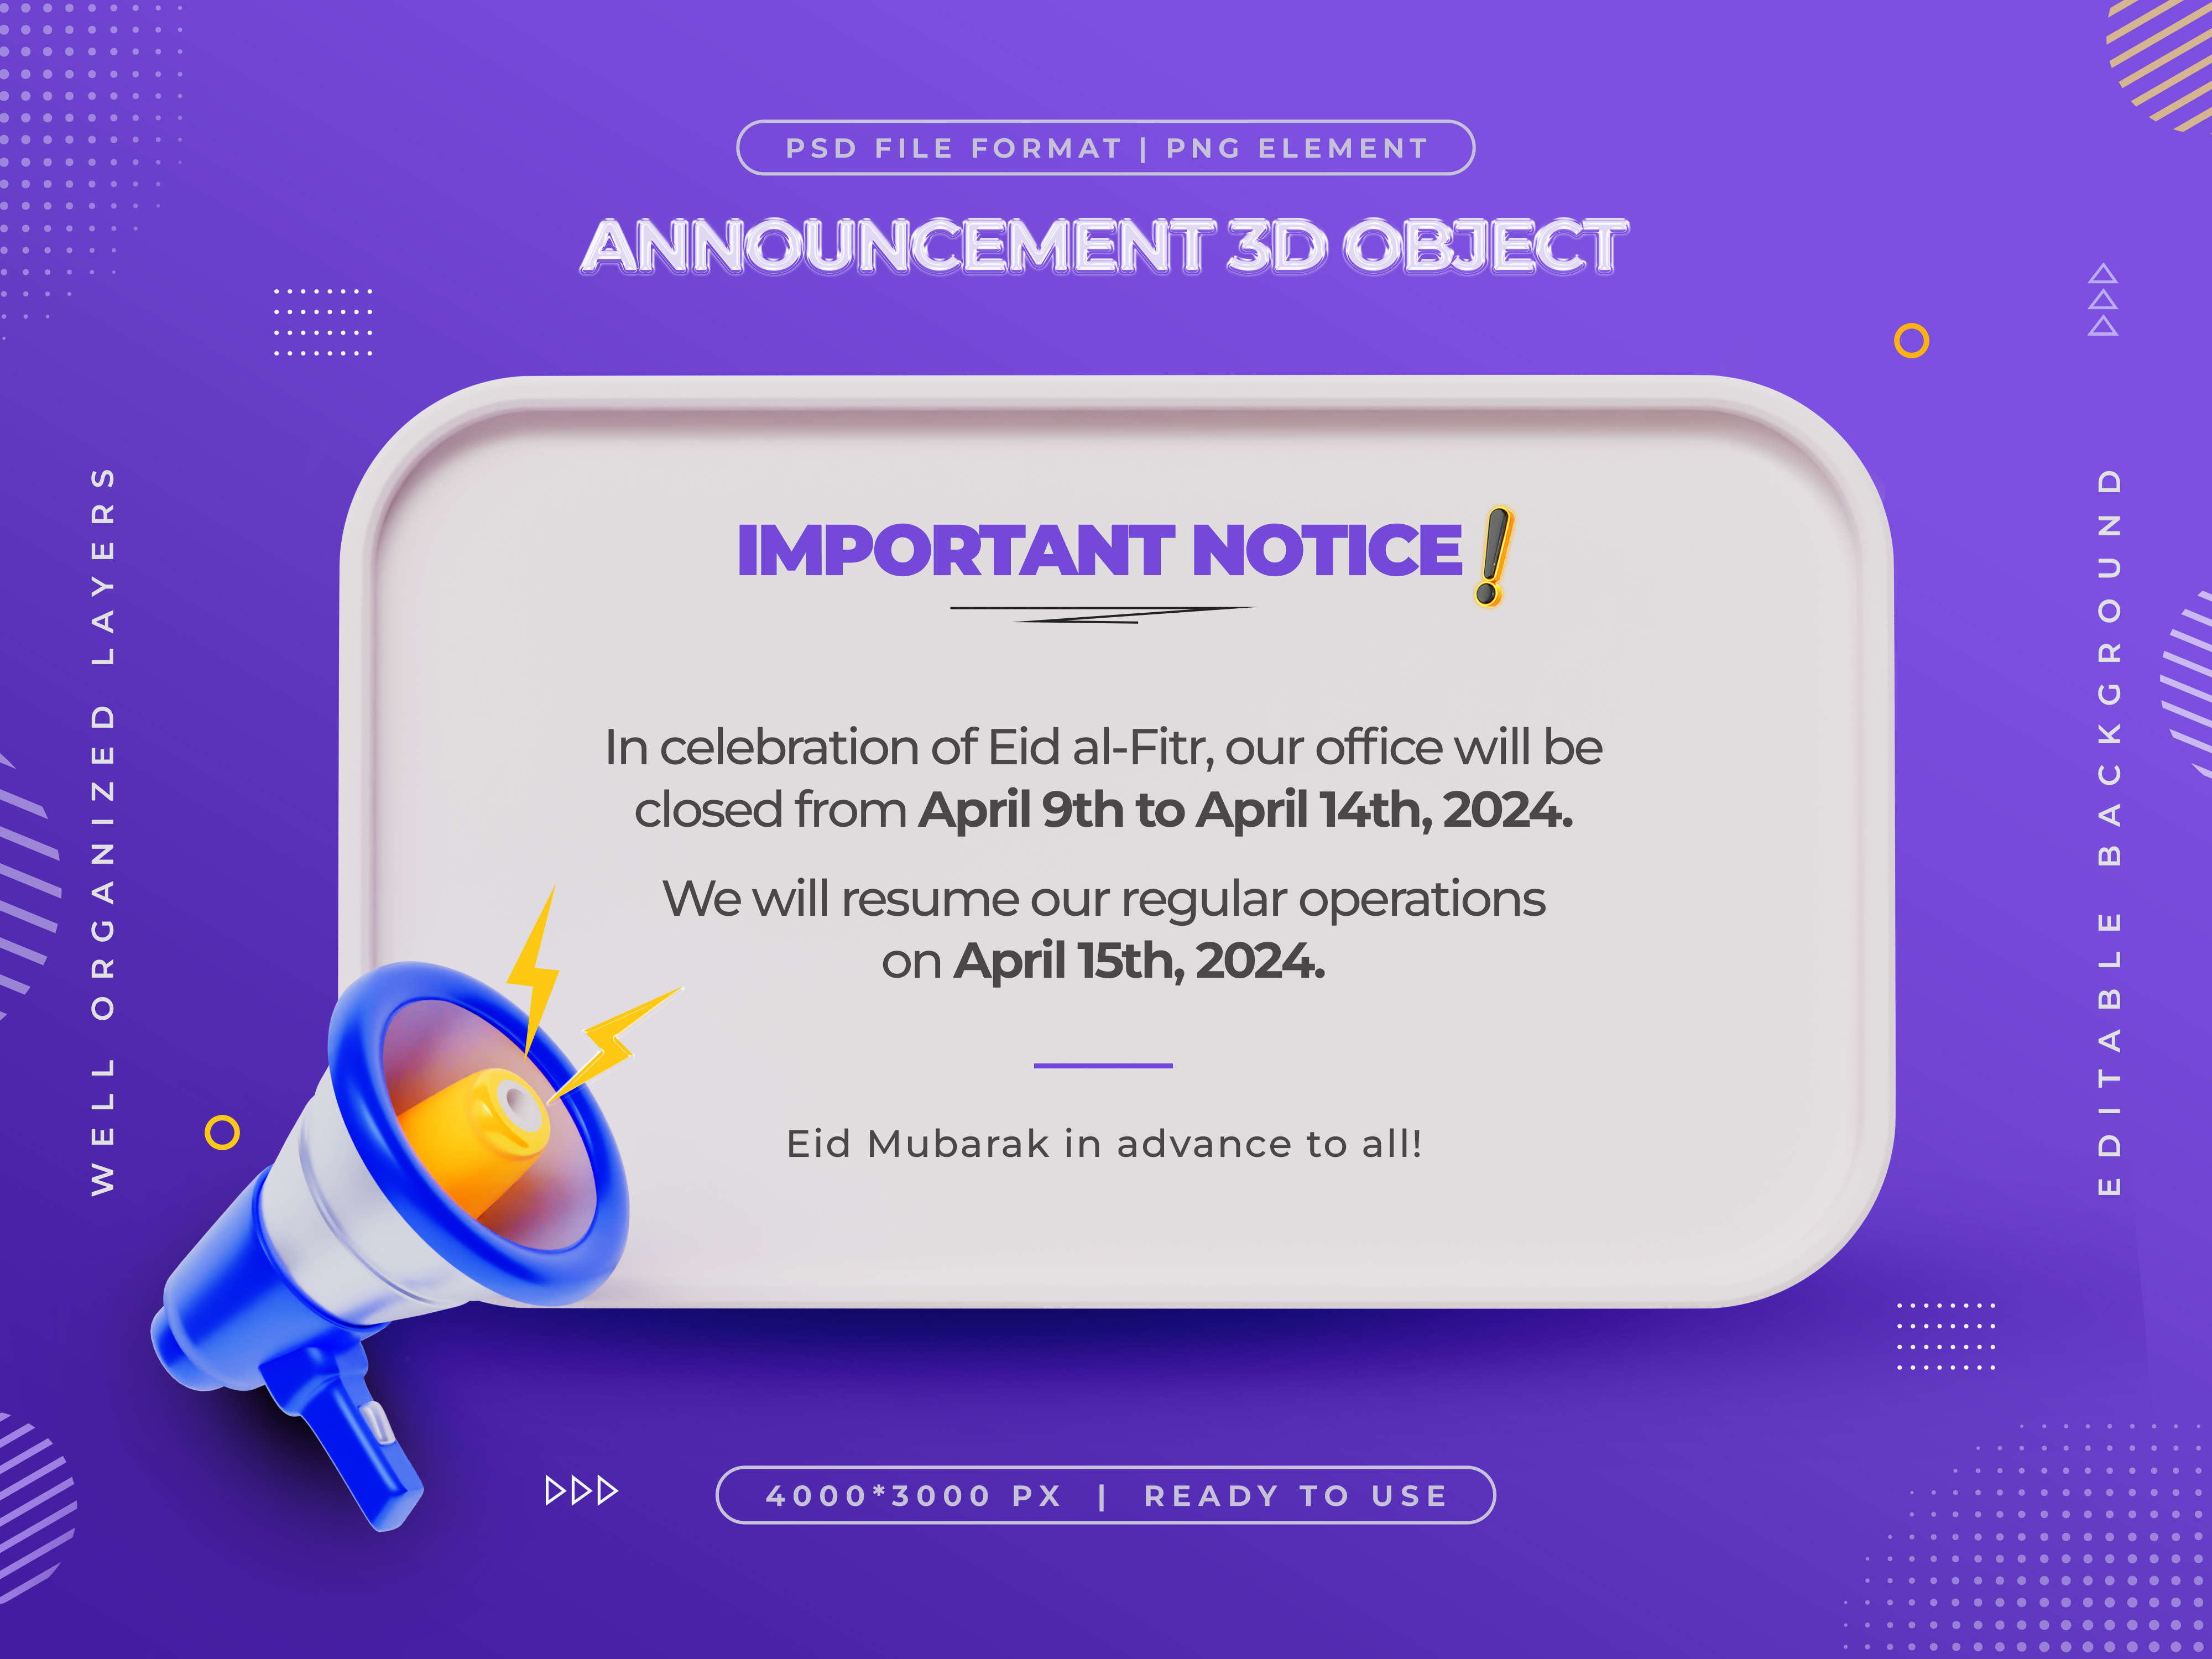 PSD FILE FORMAT | PNG ELEMENT
ANNOUNCEMENT 3D OBJECT
WELL ORGANIZED LAYERS
IMPORTANT NOTICE!
In celebration of Eid al-Fitr, our office will be
closed from April 9th to April 14th, 2024.
We will resume our regular operations
on April 15th, 2024.
Eid Mubarak in advance to all!
EDITABLE BACKGROUND
4000*3000 PX | READY TO USE